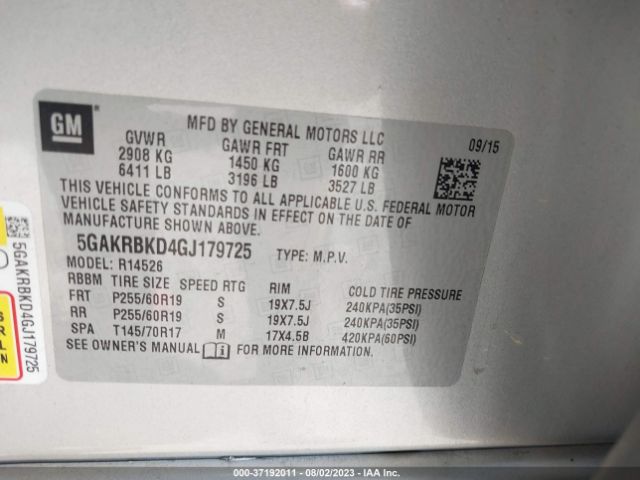 GM
MFD BY GENERAL MOTORS LLC
09/15
GVWR GAWR FRT GAWR RR
2908 KG 1450 KG 1600 KG
6411 LB 3196 LB 3527 LB
THIS VEHICLE CONFORMS TO ALL APPLICABLE U.S. FEDERAL MOTOR
VEHICLE SAFETY STANDARDS IN EFFECT ON THE DATE OF
MANUFACTURE SHOWN ABOVE.
5GAKRBKD4GJ179725 TYPE: M.P.V.
MODEL: R14526
RBBM TIRE SIZE SPEED RTG RIM COLD TIRE PRESSURE
FRT P255/60R19 S 19X7.5J 240KPA(35PSI)
RR P255/60R19 S 19X7.5J 240KPA(35PSI)
SPA T145/70R17 M 17X4.5B 420KPA(60PSI)
SEE OWNER'S MANUAL FOR MORE INFORMATION.
5GAKRBKD4GJ179725
S R L N
000-37192011 - 08/02/2023 - IAA Inc.